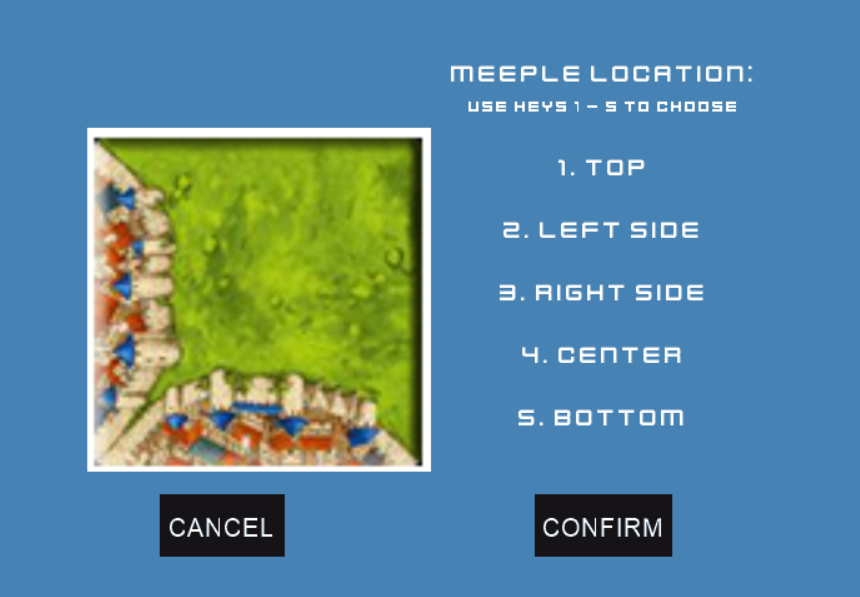 MEEPLE LOCATION:
USE KEYS 1 - 5 TO CHOOSE
1. TOP
2. LEFT SIDE
3. RIGHT SIDE
4. CENTER
5. BOTTOM
CANCEL
CONFIRM